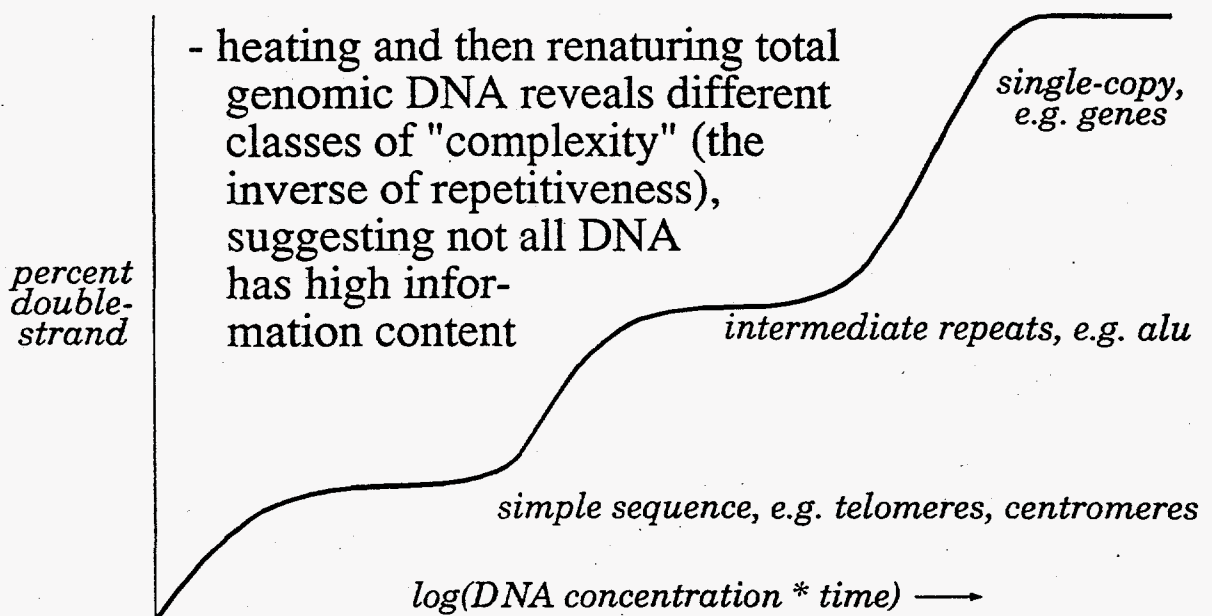 - heating and then renaturing total
genomic DNA reveals different
classes of "complexity" (the
inverse of repetitiveness),
suggesting not all DNA
has high infor-
mation content
single-copy,
e.g. genes
percent
double-
strand
intermediate repeats, e.g. alu
simple sequence, e.g. telomeres, centromeres
log(DNA concentration * time)